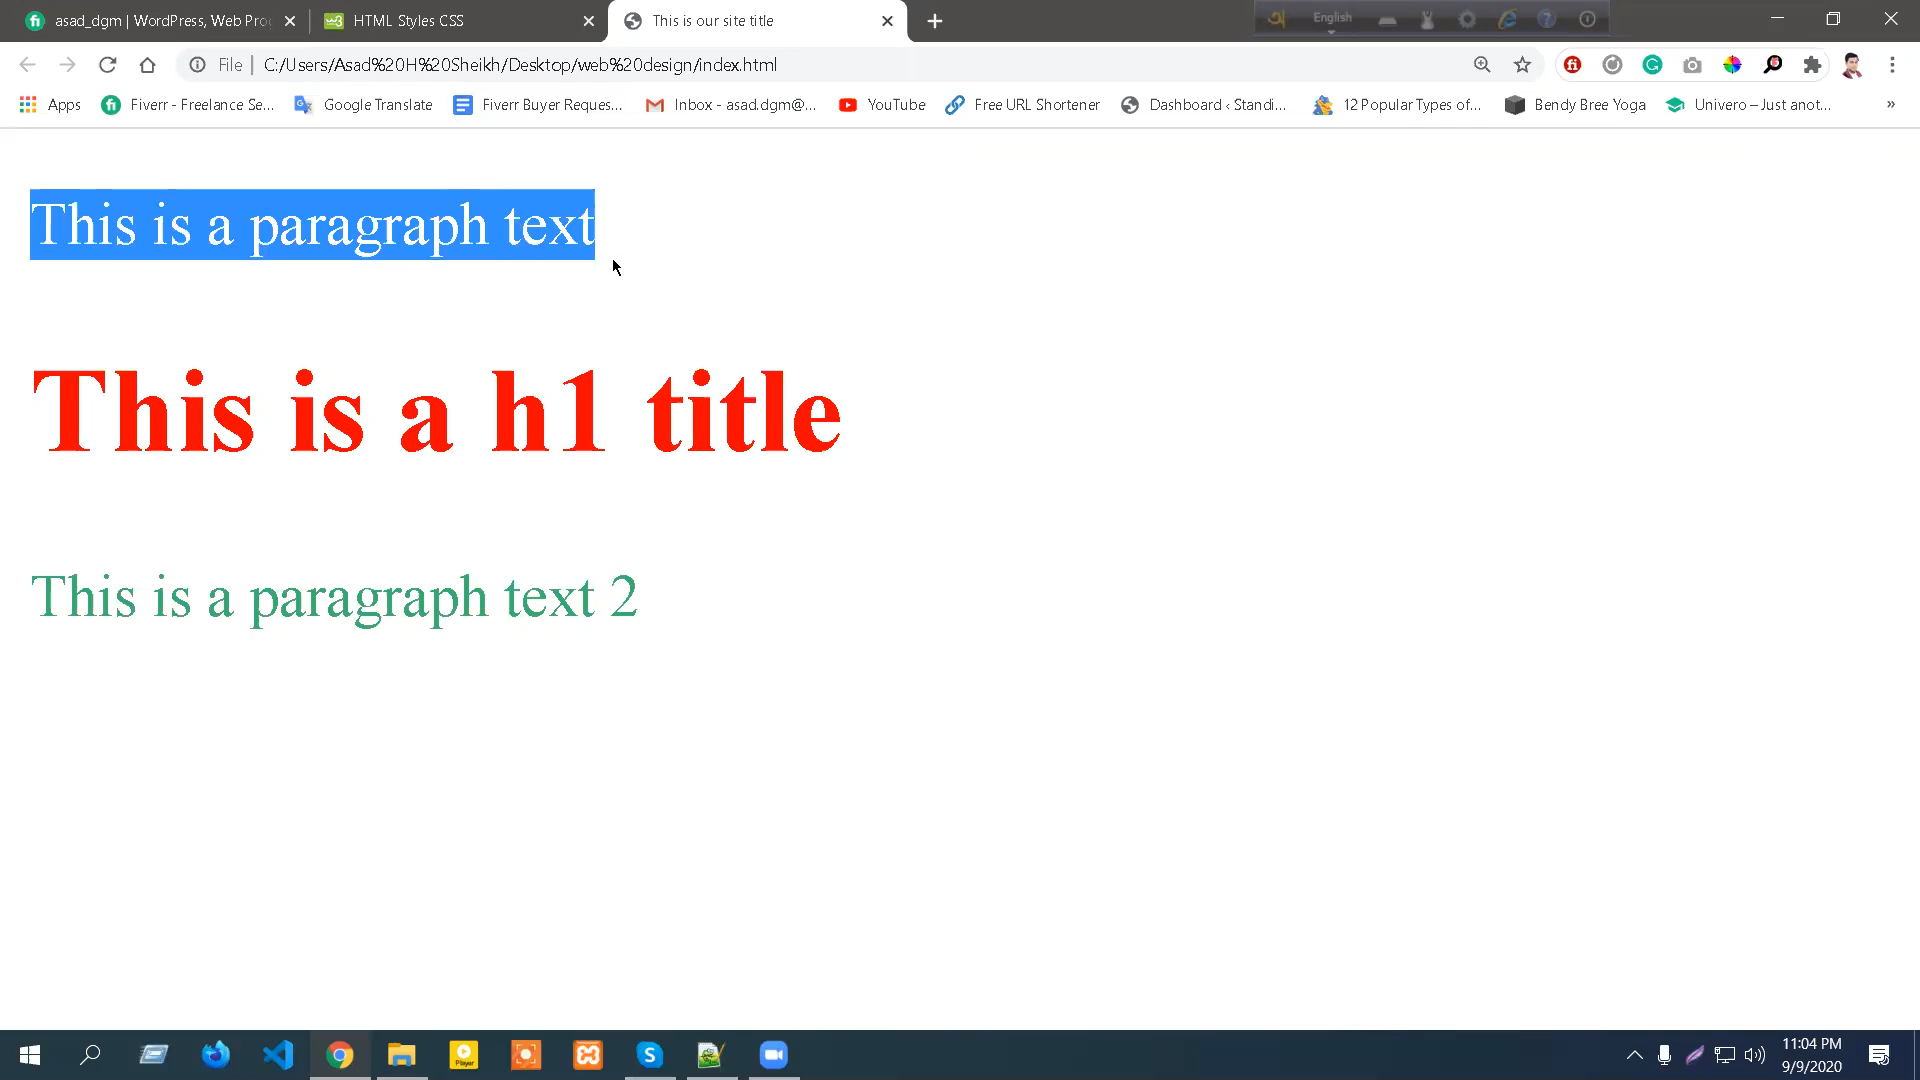 asad_dgm | WordPress, Web Pro
HTML Styles CSS
This is our site title
English
File
C:/Users/Asad%20H%20Sheikh/Desktop/web%20design/index.html
Apps
Fiverr - Freelance Se...
Google Translate
Fiverr Buyer Reques...
Inbox - asad.dgm@...
YouTube
Free URL Shortener
Dashboard ‹ Standi...
12 Popular Types of...
Bendy Bree Yoga
Univero – Just anot...
»
This is a paragraph text
This is a h1 title
This is a paragraph text 2
11:04 PM
9/9/2020